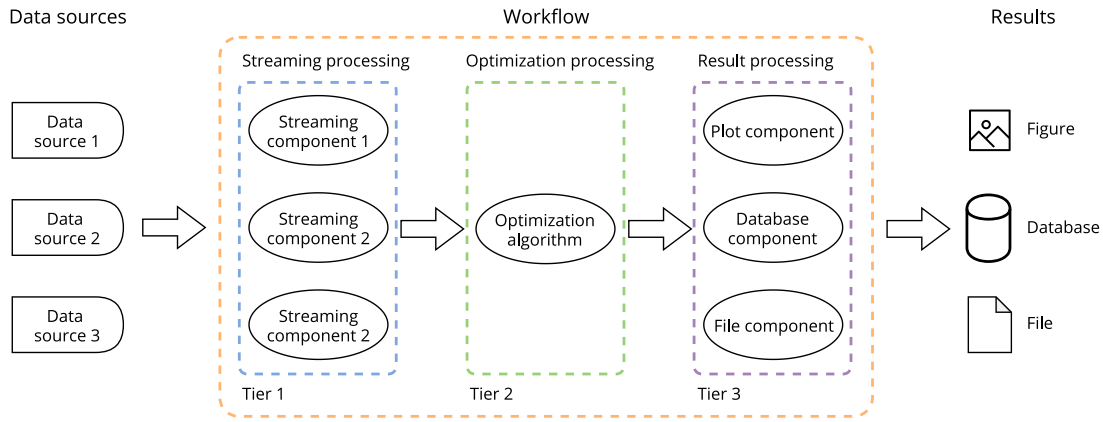 Data sources
Workflow
Results
Streaming processing
Optimization processing
Result processing
Data
source 1
Streaming
component 1
Plot component
Figure
Data
source 2
Streaming
component 2
Optimization
algorithm
Database
component
Database
Data
source 3
Streaming
component 2
File component
File
Tier 1
Tier 2
Tier 3